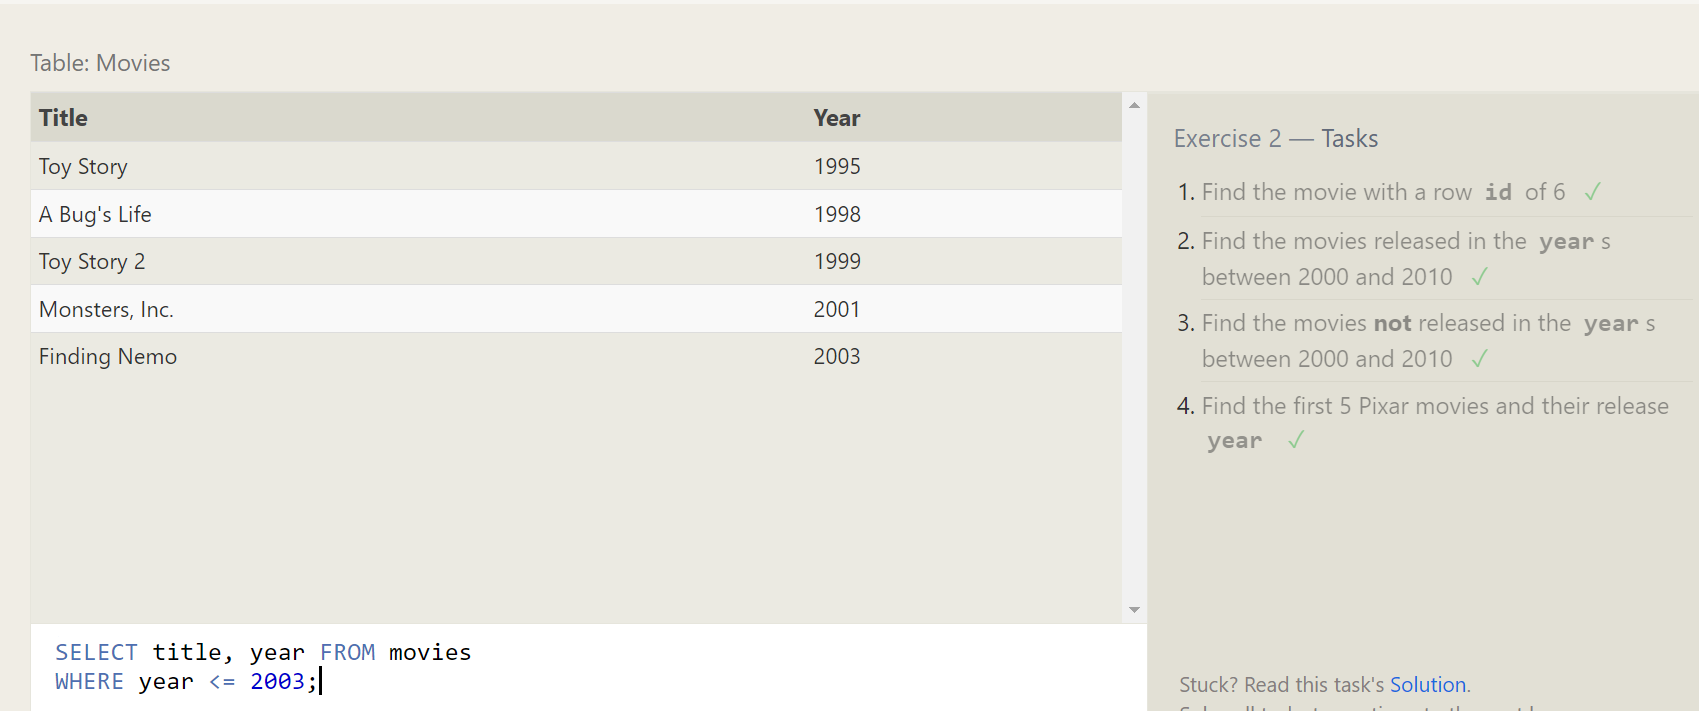 Table: Movies
Title Year
Toy Story 1995
A Bug's Life 1998
Toy Story 2 1999
Monsters, Inc. 2001
Finding Nemo 2003
SELECT title, year FROM movies
WHERE year <= 2003;
Exercise 2 — Tasks
1. Find the movie with a row id of 6 ✓
2. Find the movies released in the year s
between 2000 and 2010 ✓
3. Find the movies not released in the year s
between 2000 and 2010 ✓
4. Find the first 5 Pixar movies and their release
year ✓
Stuck? Read this task's Solution.